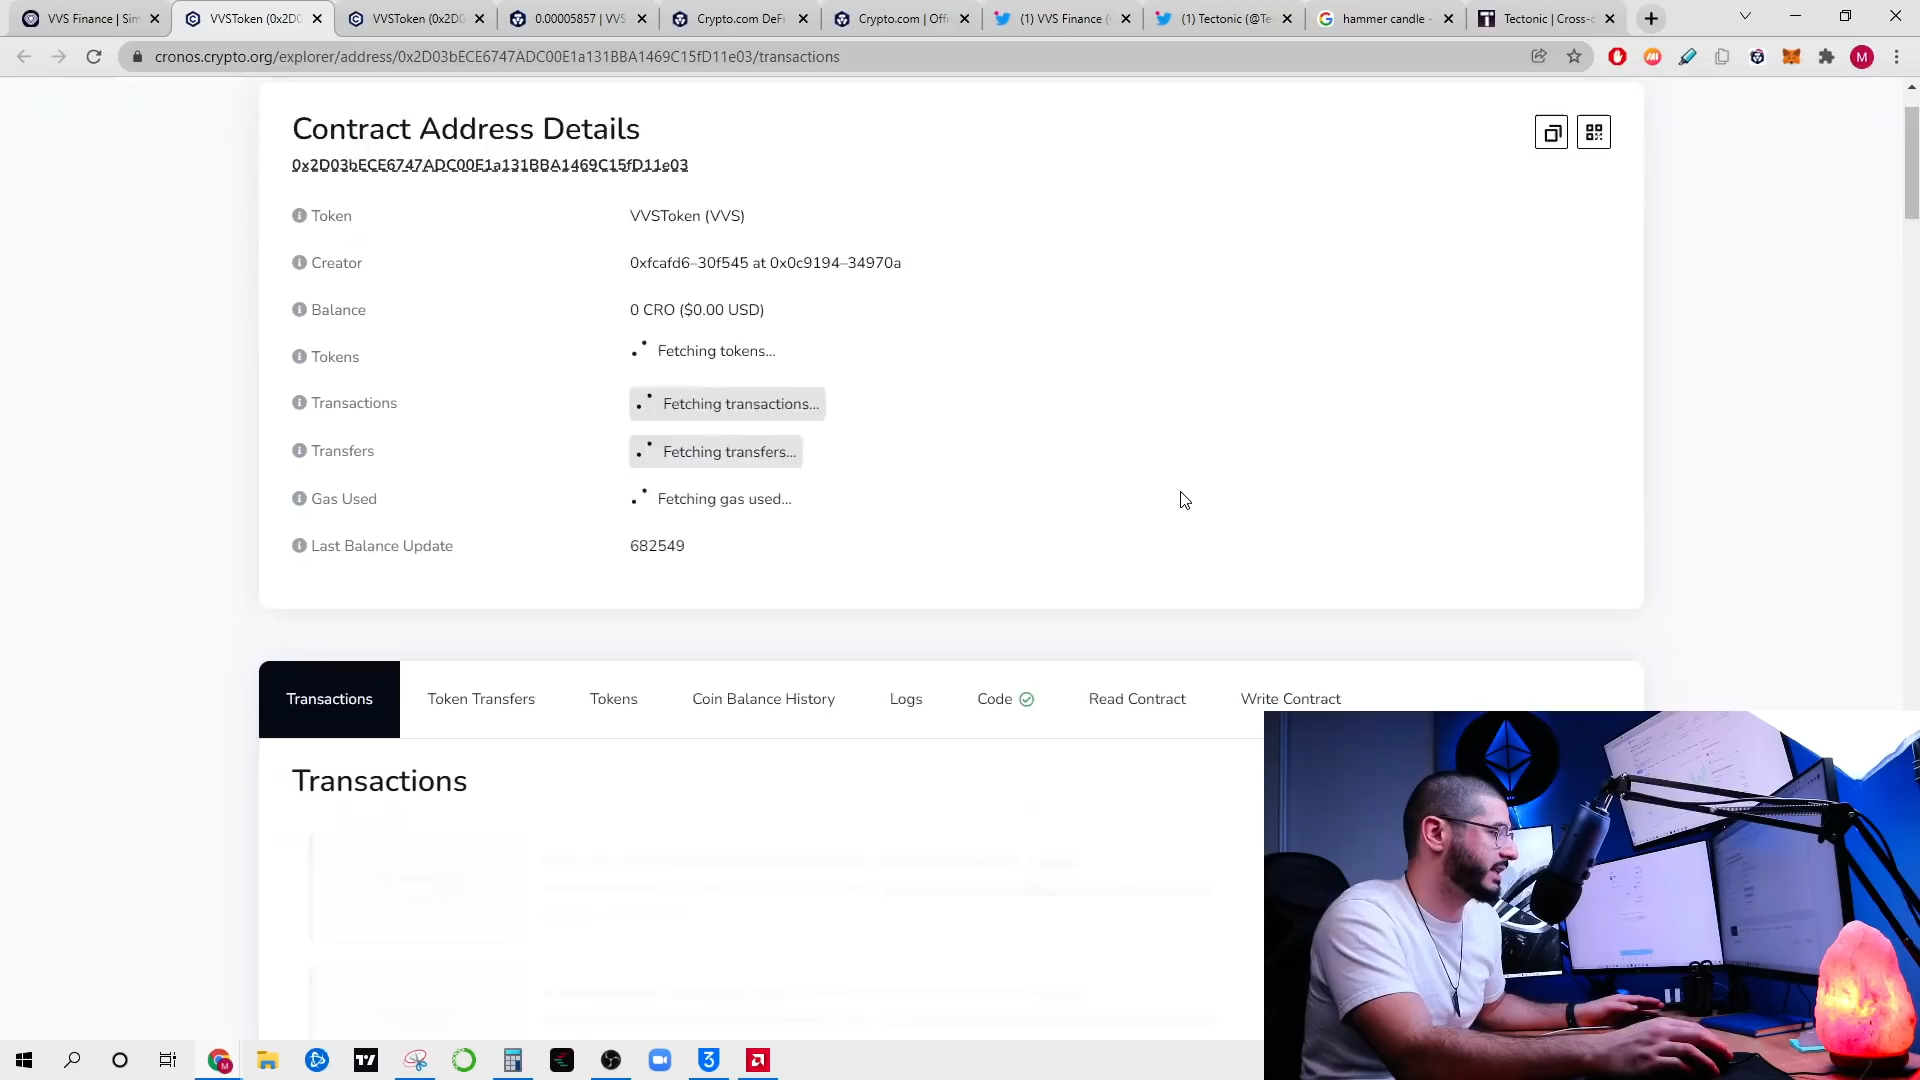 VVS Finance | Sim
VVSToken (0x2D0
VVSToken (0x2D0
0.00005857 | VVS
Crypto.com DeFi
Crypto.com | Offi
(1) VVS Finance (
(1) Tectonic (@Te
hammer candle -
Tectonic | Cross-c
cronos.crypto.org/explorer/address/0x2D03bECE6747ADC00E1a131BBA1469C15fD11e03/transactions
M
Contract Address Details
0x2D03bECE6747ADC00E1a131BBA1469C15fD11e03
Token VVSToken (VVS)
Creator 0xfcafd6–30f545 at 0x0c9194–34970a
Balance 0 CRO ($0.00 USD)
Tokens Fetching tokens...
Transactions Fetching transactions...
Transfers Fetching transfers...
Gas Used Fetching gas used...
Last Balance Update 682549
Transactions Token Transfers Tokens Coin Balance History Logs Code Read Contract Write Contract
Transactions